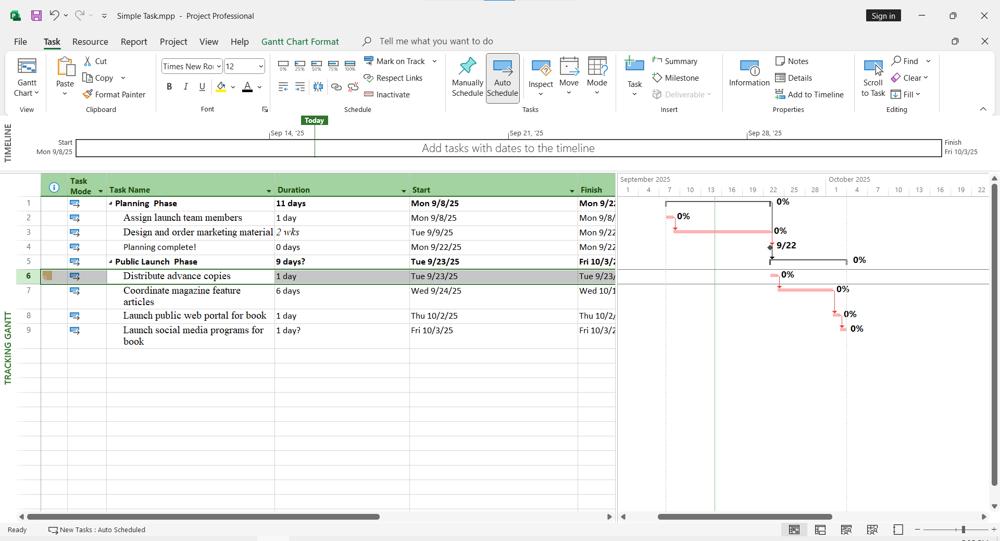 Simple Task.mpp - Project Professional
Sign in
File Task Resource Report Project View Help Gantt Chart Format Tell me what you want to do
Gantt Chart
View
Paste
Cut
Copy
Format Painter
Clipboard
Times New Ro 12
B I U A
Font
0% 25% 50% 75% 100%
Mark on Track
Respect Links
Inactivate
Schedule
Manually Schedule
Auto Schedule
Inspect
Move
Mode
Tasks
Task
Summary
Milestone
Deliverable
Insert
Information
Notes
Details
Add to Timeline
Properties
Scroll to Task
Find
Clear
Fill
Editing
TIMELINE
Today
Sep 14, '25 Sep 21, '25 Sep 28, '25
Start
Mon 9/8/25
Add tasks with dates to the timeline
Finish
Fri 10/3/25
TRACKING GANTT
Task Mode Task Name Duration Start Finish
1 Planning Phase 11 days Mon 9/8/25 Mon 9/22
2 Assign launch team members 1 day Mon 9/8/25 Mon 9/8/
3 Design and order marketing material 2 wks Tue 9/9/25 Mon 9/22
4 Planning complete! 0 days Mon 9/22/25 Mon 9/22
5 Public Launch Phase 9 days? Tue 9/23/25 Fri 10/3/2
6 Distribute advance copies 1 day Tue 9/23/25 Tue 9/23/
7 Coordinate magazine feature articles 6 days Wed 9/24/25 Wed 10/1
8 Launch public web portal for book 1 day Thu 10/2/25 Thu 10/2/
9 Launch social media programs for book 1 day? Fri 10/3/25 Fri 10/3/2
September 2025 October 2025
1 4 7 10 13 16 19 22 25 28 1 4 7 10 13 16 19 22
0%
0%
0%
9/22
0%
0%
0%
0%
0%
Ready New Tasks : Auto Scheduled